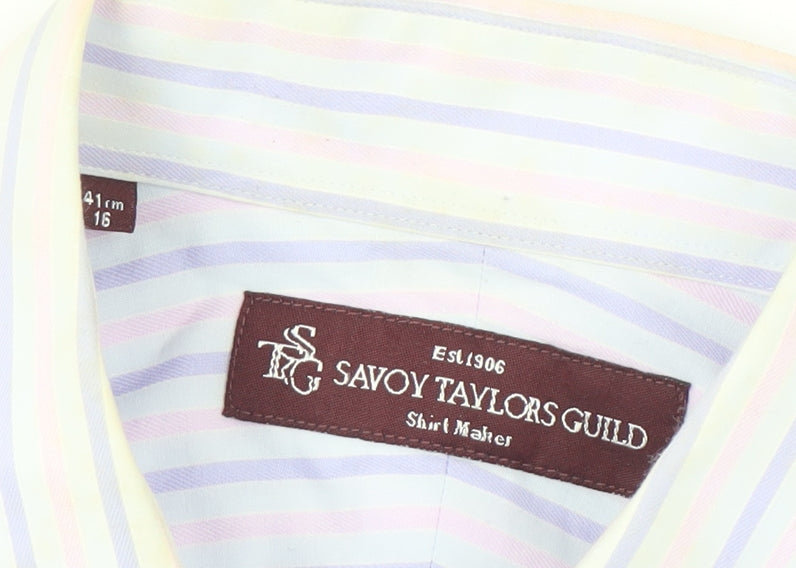 41cm
16
Est.1906
STG SAVOY TAYLORS GUILD
Shirt Maker